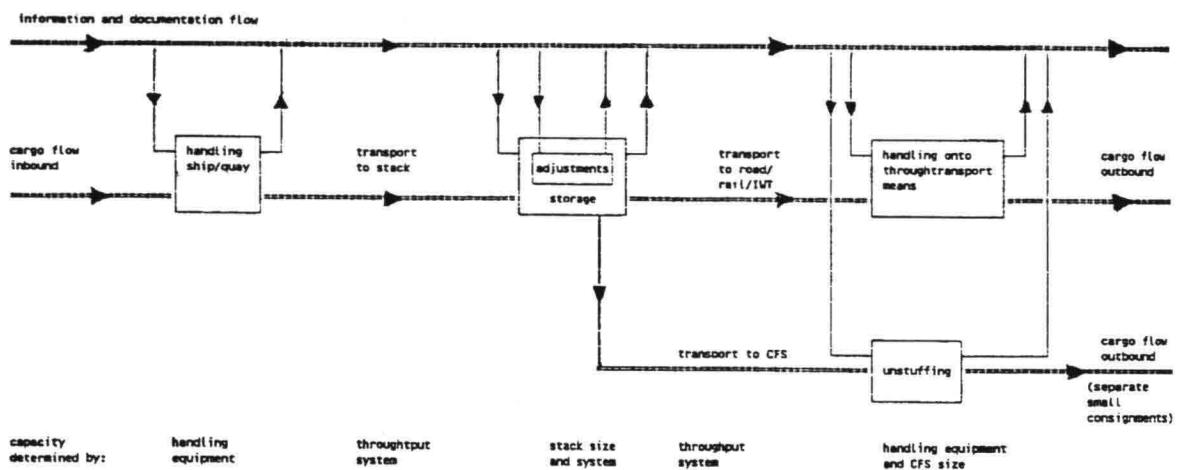 information and documentation flow
cargo flow
inbound
handling
ship/quay
transport
to stack
adjustments
storage
transport
to road/
rail/IWT
handling onto
throughtransport
means
cargo flow
outbound
transport to CFS
unstuffing
cargo flow
outbound
(separate
small
consignments)
capacity
determined by:
handling
equipment
throughtput
system
stack size
and system
throughput
system
handling equipment
and CFS size